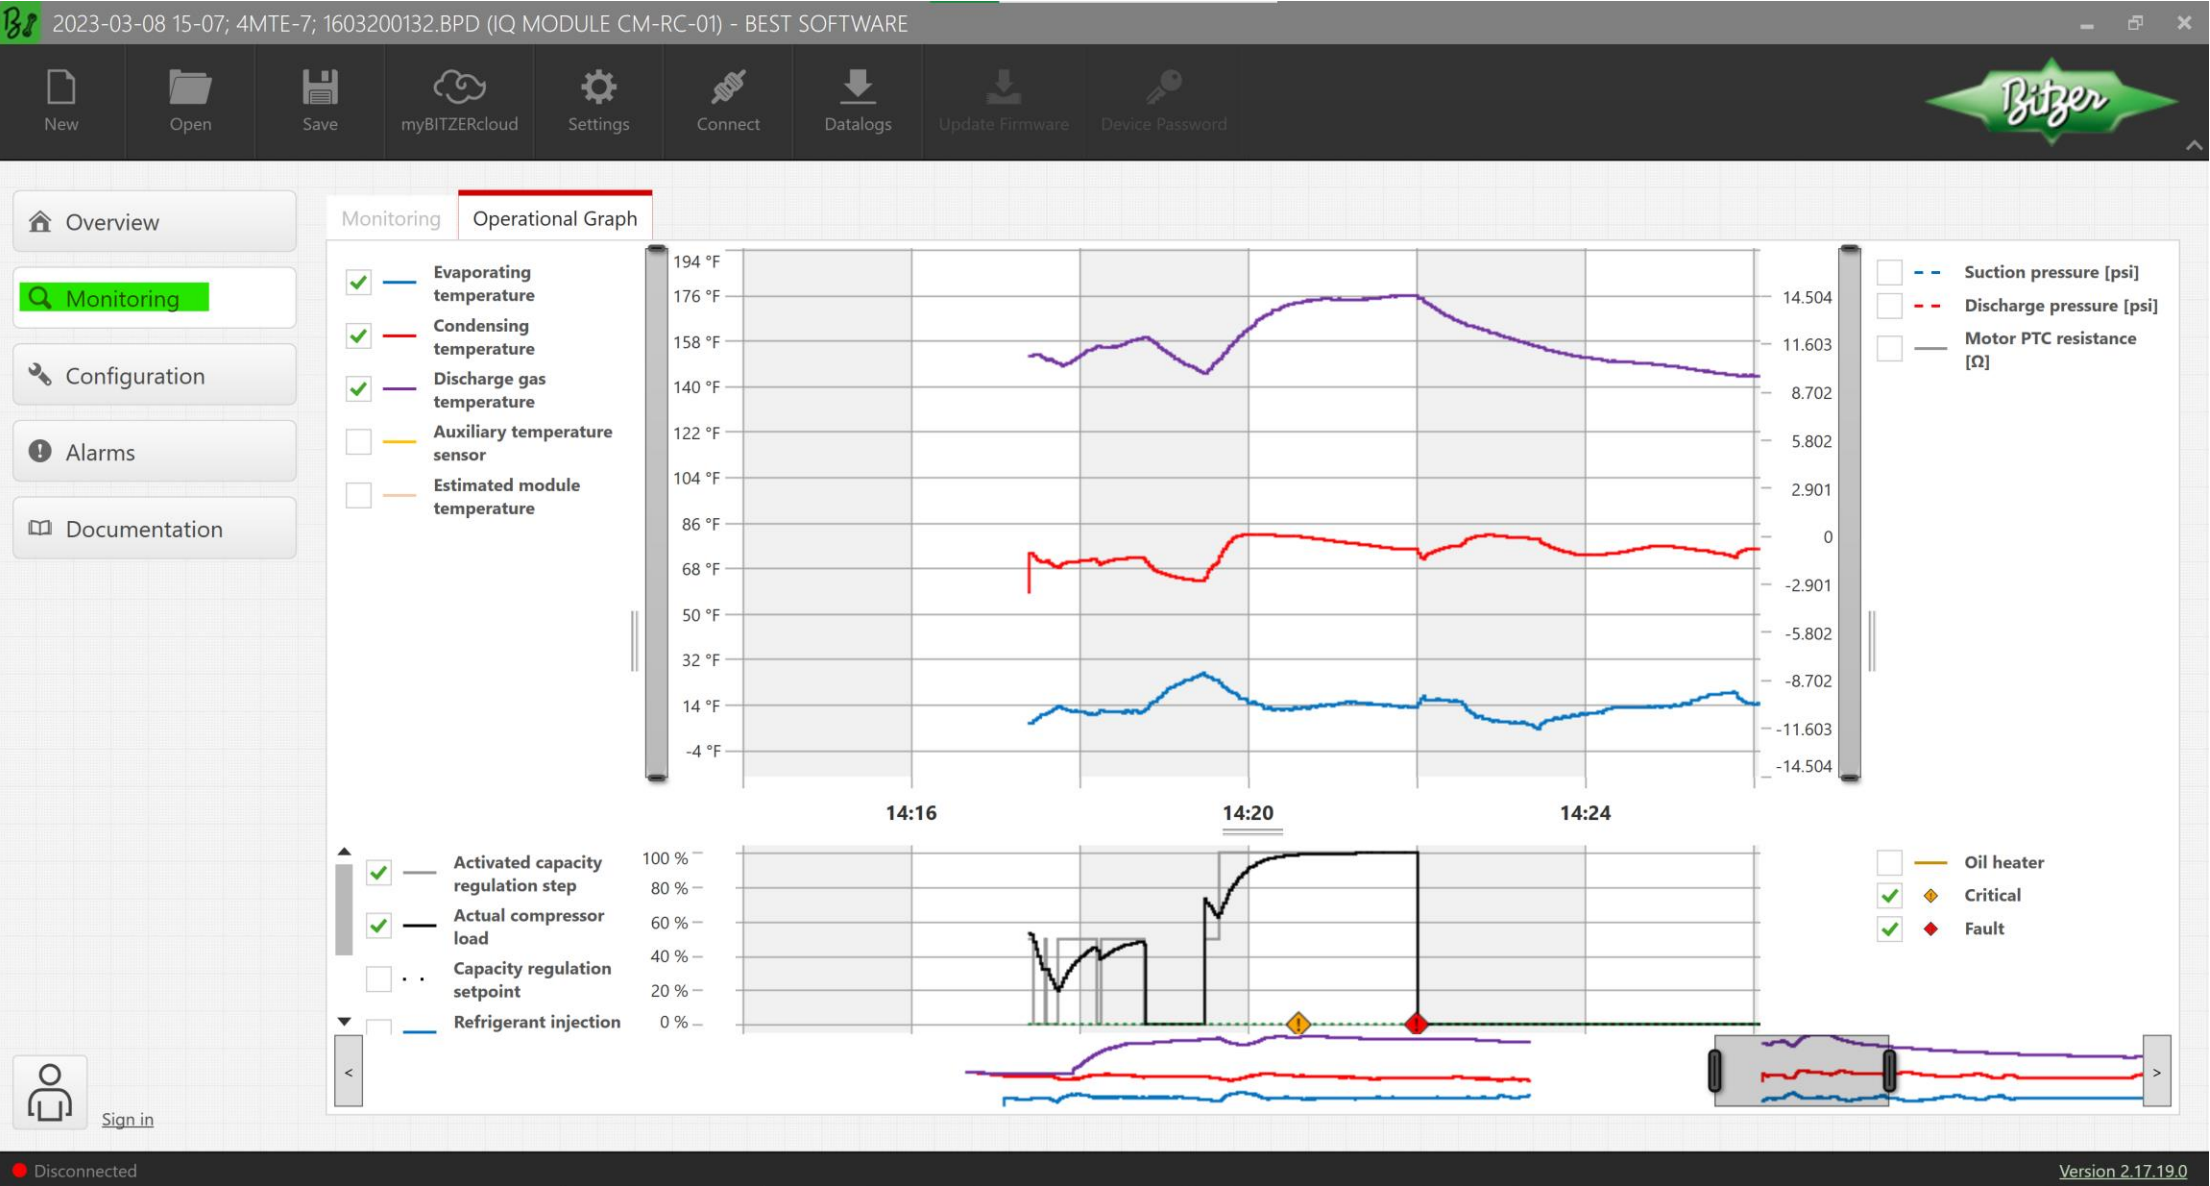 2023-03-08 15-07; 4MTE-7; 1603200132.BPD (IQ MODULE CM-RC-01) - BEST SOFTWARE
New
Open
Save
myBITZERcloud
Settings
Connect
Datalogs
Update Firmware
Device Password
Bitzer
Overview
Monitoring
Configuration
Alarms
Documentation
Monitoring
Operational Graph
Evaporating
temperature
Condensing
temperature
Discharge gas
temperature
Auxiliary temperature
sensor
Estimated module
temperature
194 °F
176 °F
158 °F
140 °F
122 °F
104 °F
86 °F
68 °F
50 °F
32 °F
14 °F
-4 °F
14.504
11.603
8.702
5.802
2.901
0
-2.901
-5.802
-8.702
-11.603
-14.504
Suction pressure [psi]
Discharge pressure [psi]
Motor PTC resistance
[Ω]
14:16
14:20
14:24
Activated capacity
regulation step
Actual compressor
load
Capacity regulation
setpoint
Refrigerant injection
100 %
80 %
60 %
40 %
20 %
0 %
Oil heater
Critical
Fault
<
>
Sign in
Disconnected
Version 2.17.19.0